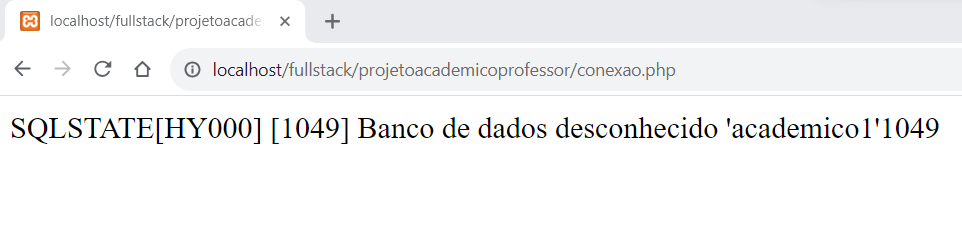 localhost/fullstack/projetoacade
localhost/fullstack/projetoacademicoprofessor/conexao.php
SQLSTATE[HY000] [1049] Banco de dados desconhecido 'academico1'1049